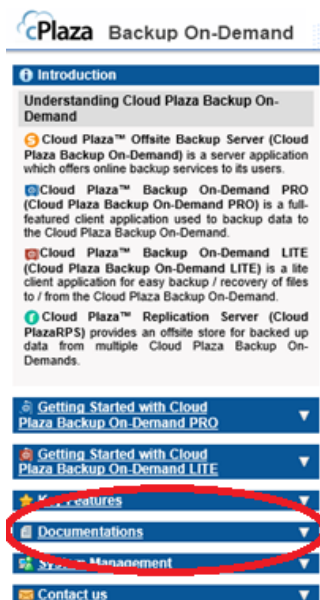 cPlaza Backup On-Demand
Introduction
Understanding Cloud Plaza Backup On-
Demand
Cloud Plaza™ Offsite Backup Server (Cloud
Plaza Backup On-Demand) is a server application
which offers online backup services to its users.
Cloud Plaza™ Backup On-Demand PRO
(Cloud Plaza Backup On-Demand PRO) is a full-
featured client application used to backup data to
the Cloud Plaza Backup On-Demand.
Cloud Plaza™ Backup On-Demand LITE
(Cloud Plaza Backup On-Demand LITE) is a lite
client application for easy backup / recovery of files
to / from the Cloud Plaza Backup On-Demand.
Cloud Plaza™ Replication Server (Cloud
PlazaRPS) provides an offsite store for backed up
data from multiple Cloud Plaza Backup On-
Demands.
Getting Started with Cloud
Plaza Backup On-Demand PRO
Getting Started with Cloud
Plaza Backup On-Demand LITE
Key Features
Documentations
System Management
Contact us